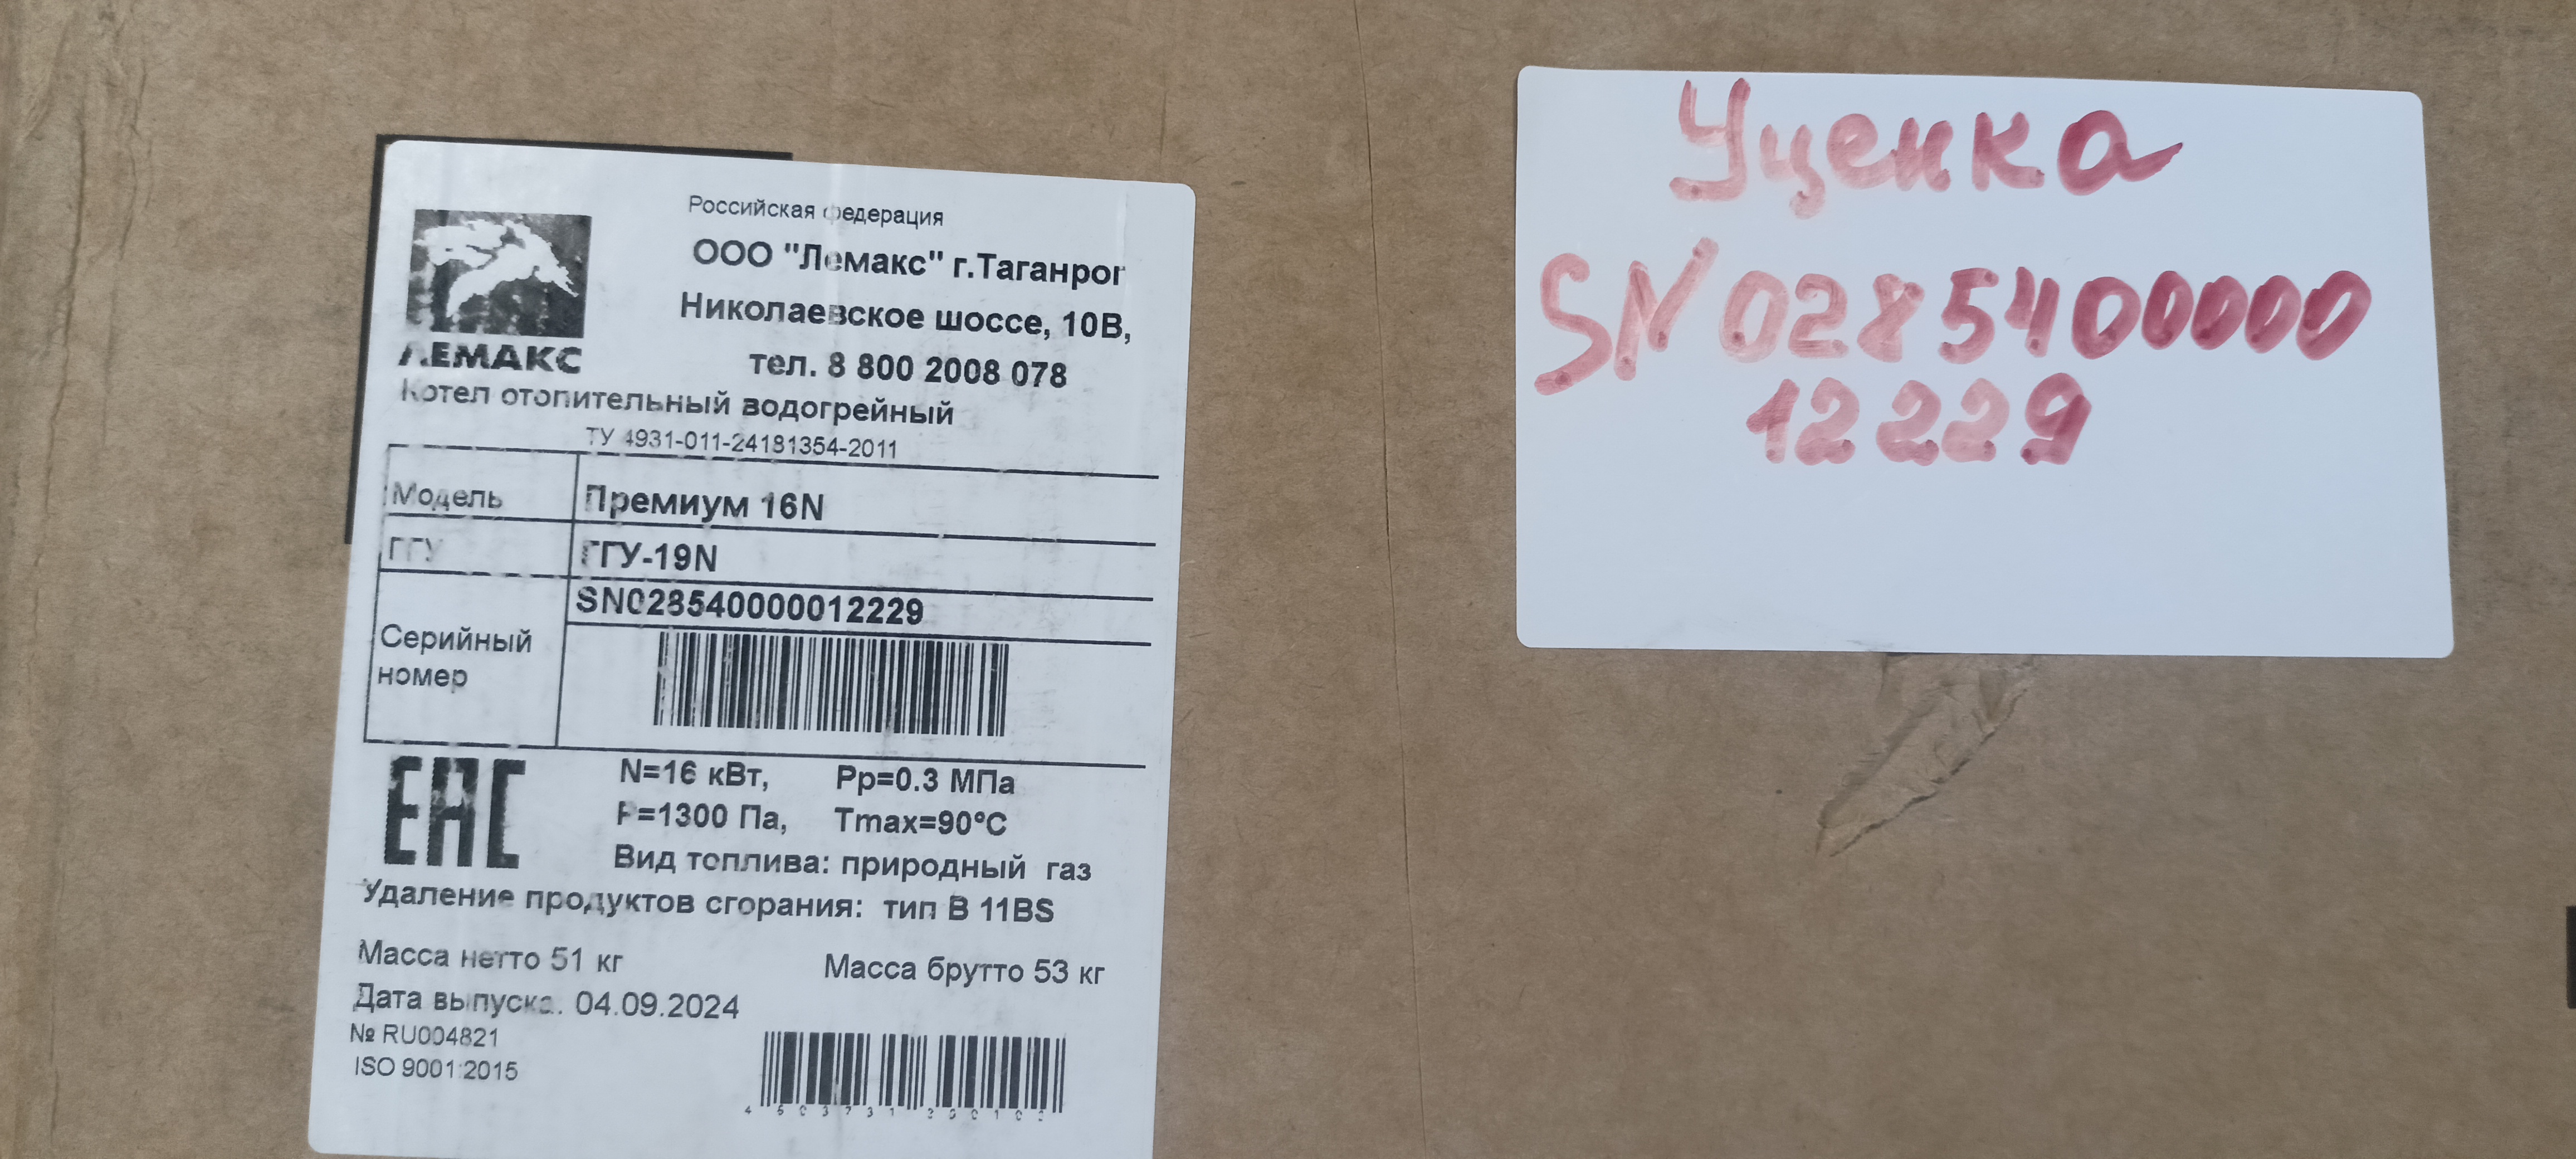 Российская федерация
ООО "Лемакс" г.Таганрог
Николаевское шоссе, 10В,
тел. 8 800 2008 078
ЛЕМАКС
Котел отопительный водогрейный
ТУ 4931-011-24181354-2011
Модель Премиум 16N
ГГУ ГГУ-19N
Серийный номер SN028540000012229
EAC
N=16 кВт, Рр=0.3 МПа
Р=1300 Па, Tmax=90°C
Вид топлива: природный газ
Удаление продуктов сгорания: тип В 11BS
Масса нетто 51 кг Масса брутто 53 кг
Дата выпуска. 04.09.2024
№ RU004821
ISO 9001:2015
Уценка
SN0285400000
12229